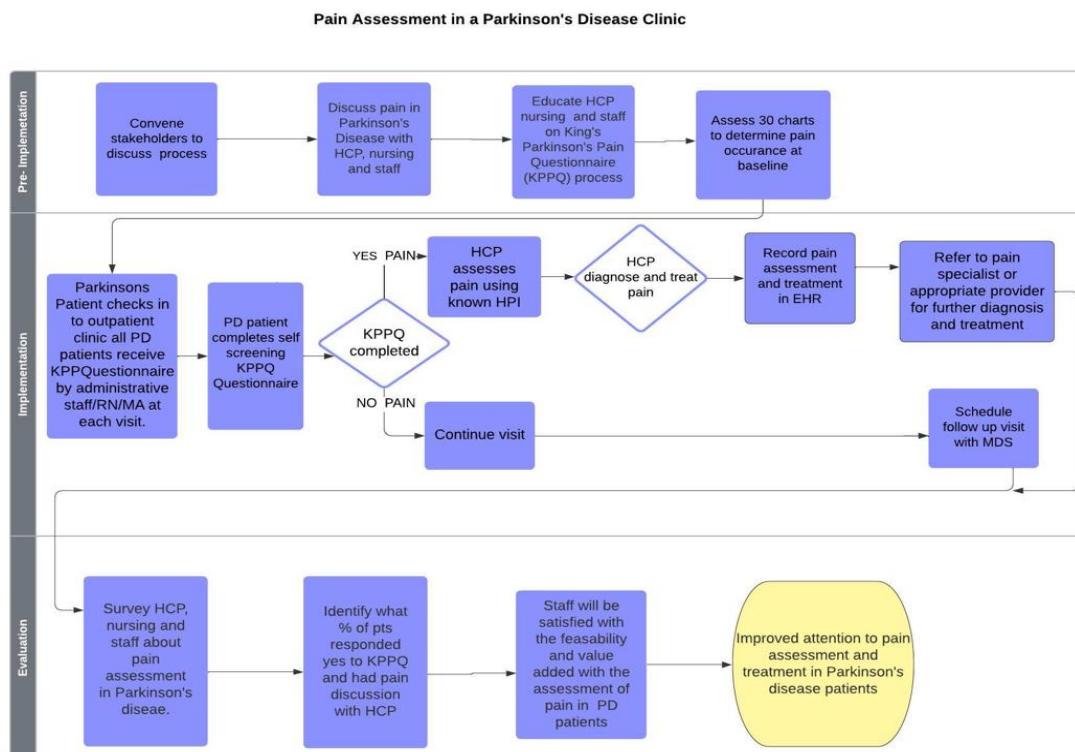 Pain Assessment in a Parkinson's Disease Clinic
Pre- Implemetation
Convene
stakeholders to
discuss process
Discuss pain in
Parkinson's
Disease with
HCP, nursing
and staff
Educate HCP
nursing and staff
on King's
Parkinson's Pain
Questionnaire
(KPPQ) process
Assess 30 charts
to determine pain
occurance at
baseline
Implementation
Parkinsons
Patient checks in
to outpatient
clinic all PD
patients receive
KPPQuestionnaire
by administrative
staff/RN/MA at
each visit.
PD patient
completes self
screening
KPPQ
Questionnaire
KPPQ
completed
YES PAIN
HCP
assesses
pain using
known HPI
HCP
diagnose and treat
pain
Record pain
assessment
and treatment
in EHR
Refer to pain
specialist or
appropriate provider
for further diagnosis
and treatment
NO PAIN
Continue visit
Schedule
follow up visit
with MDS
Evaluation
Survey HCP,
nursing and
staff about
pain
assessment
in Parkinson's
diseae.
Identify what
% of pts
responded
yes to KPPQ
and had pain
discussion
with HCP
Staff will be
satisfied with
the feasability
and value
added with the
assessment of
pain in PD
patients
Improved attention to pain
assessment and
treatment in Parkinson's
disease patients